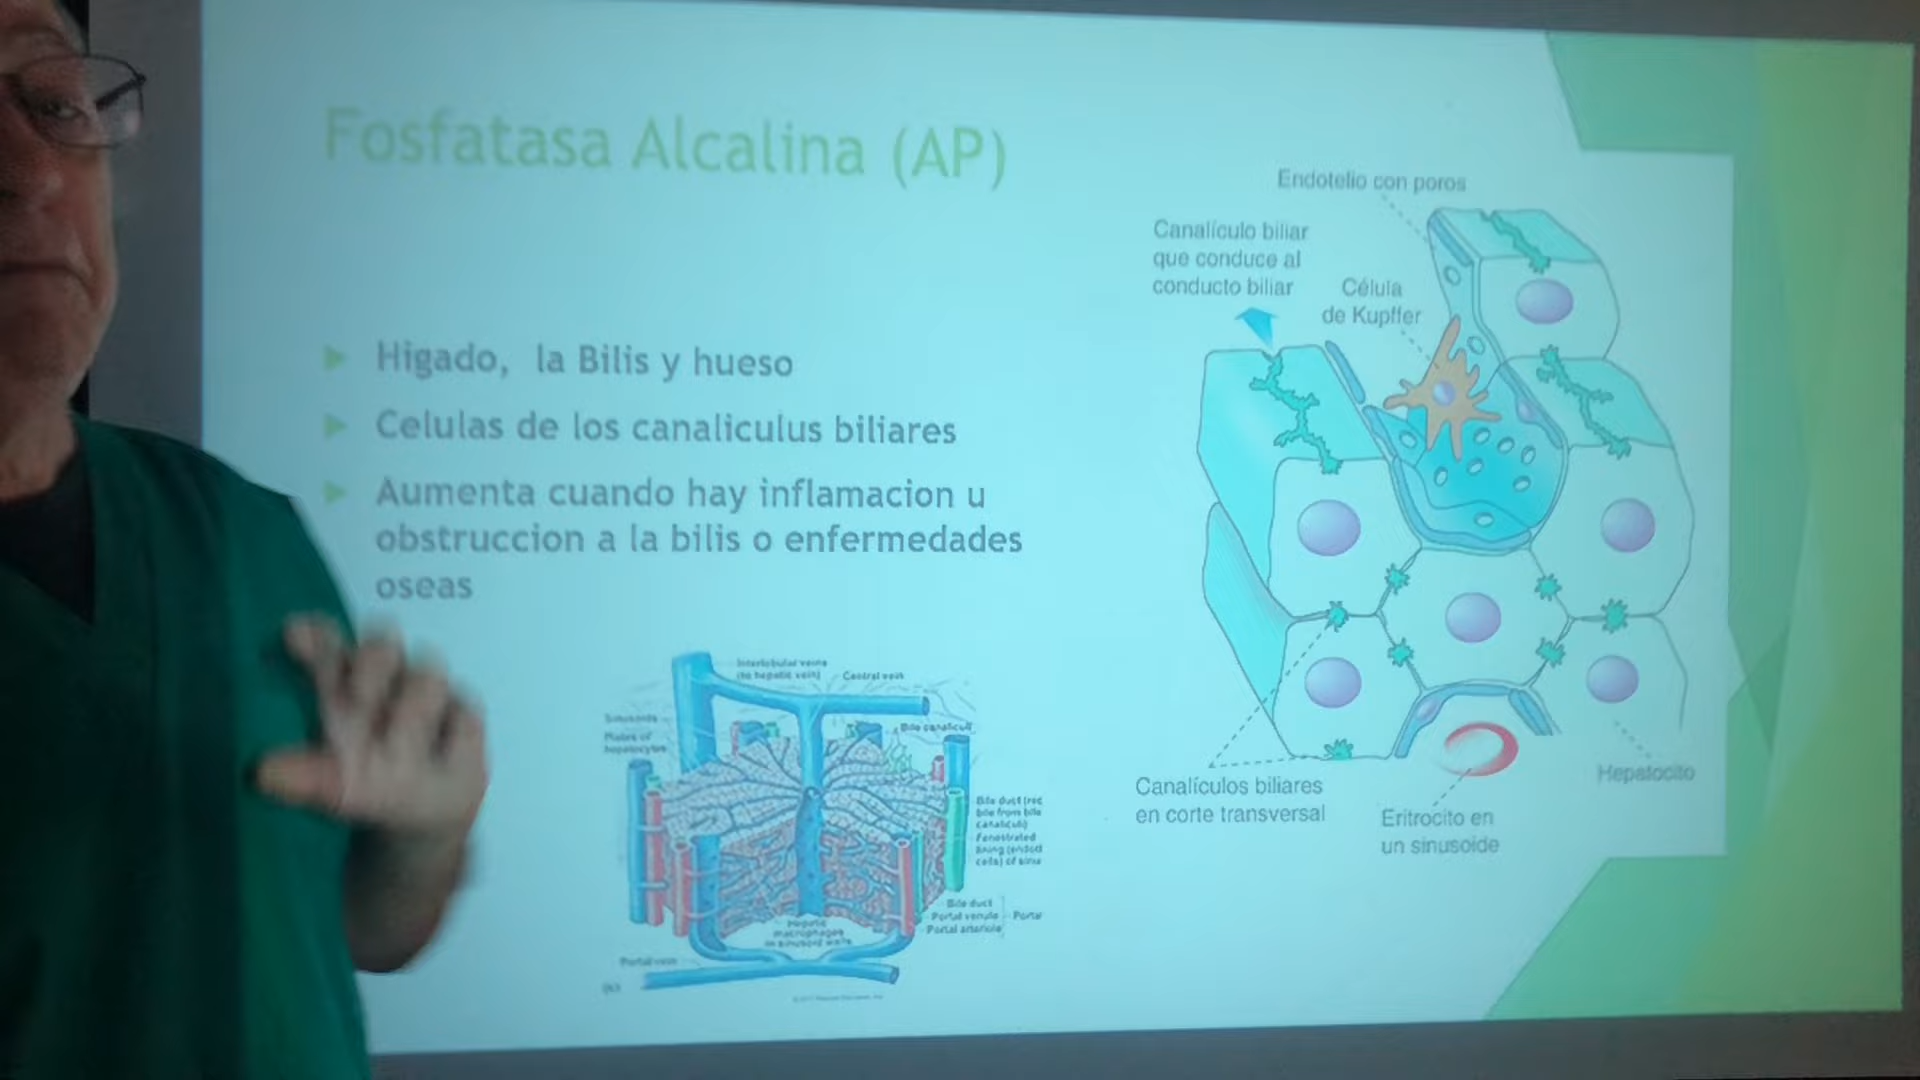 Fosfatasa Alcalina (AP)
Higado, la Bilis y hueso
Celulas de los canaliculus biliares
Aumenta cuando hay inflamacion u
obstruccion a la bilis o enfermedades
oseas
Endotelio con poros
Canalículo biliar
que conduce al
conducto biliar
Célula
de Kupffer
Canalículos biliares
en corte transversal
Eritrocito en
un sinusoide
Hepatocito
Interlobular veins
(to hepatic vein)
Central vein
Sinusoids
Plates of
hepatocytes
Bile canaliculi
Bile duct (rec
bile from bile
canaliculi)
Fenestrated
lining (endot
cells) of sinu
Bile duct
Portal venule
Portal arteriole
Portal
Hepatic
macrophages
in sinusoid walls
Portal vein